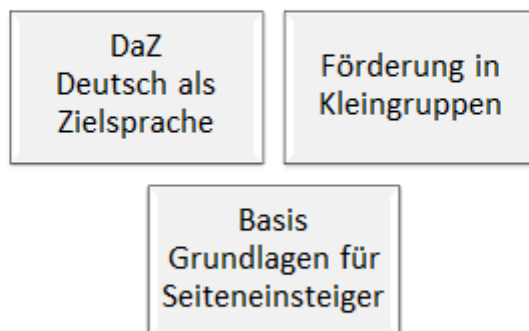 DaZ
Deutsch als
Zielsprache
Förderung in
Kleingruppen
Basis
Grundlagen für
Seiteneinsteiger